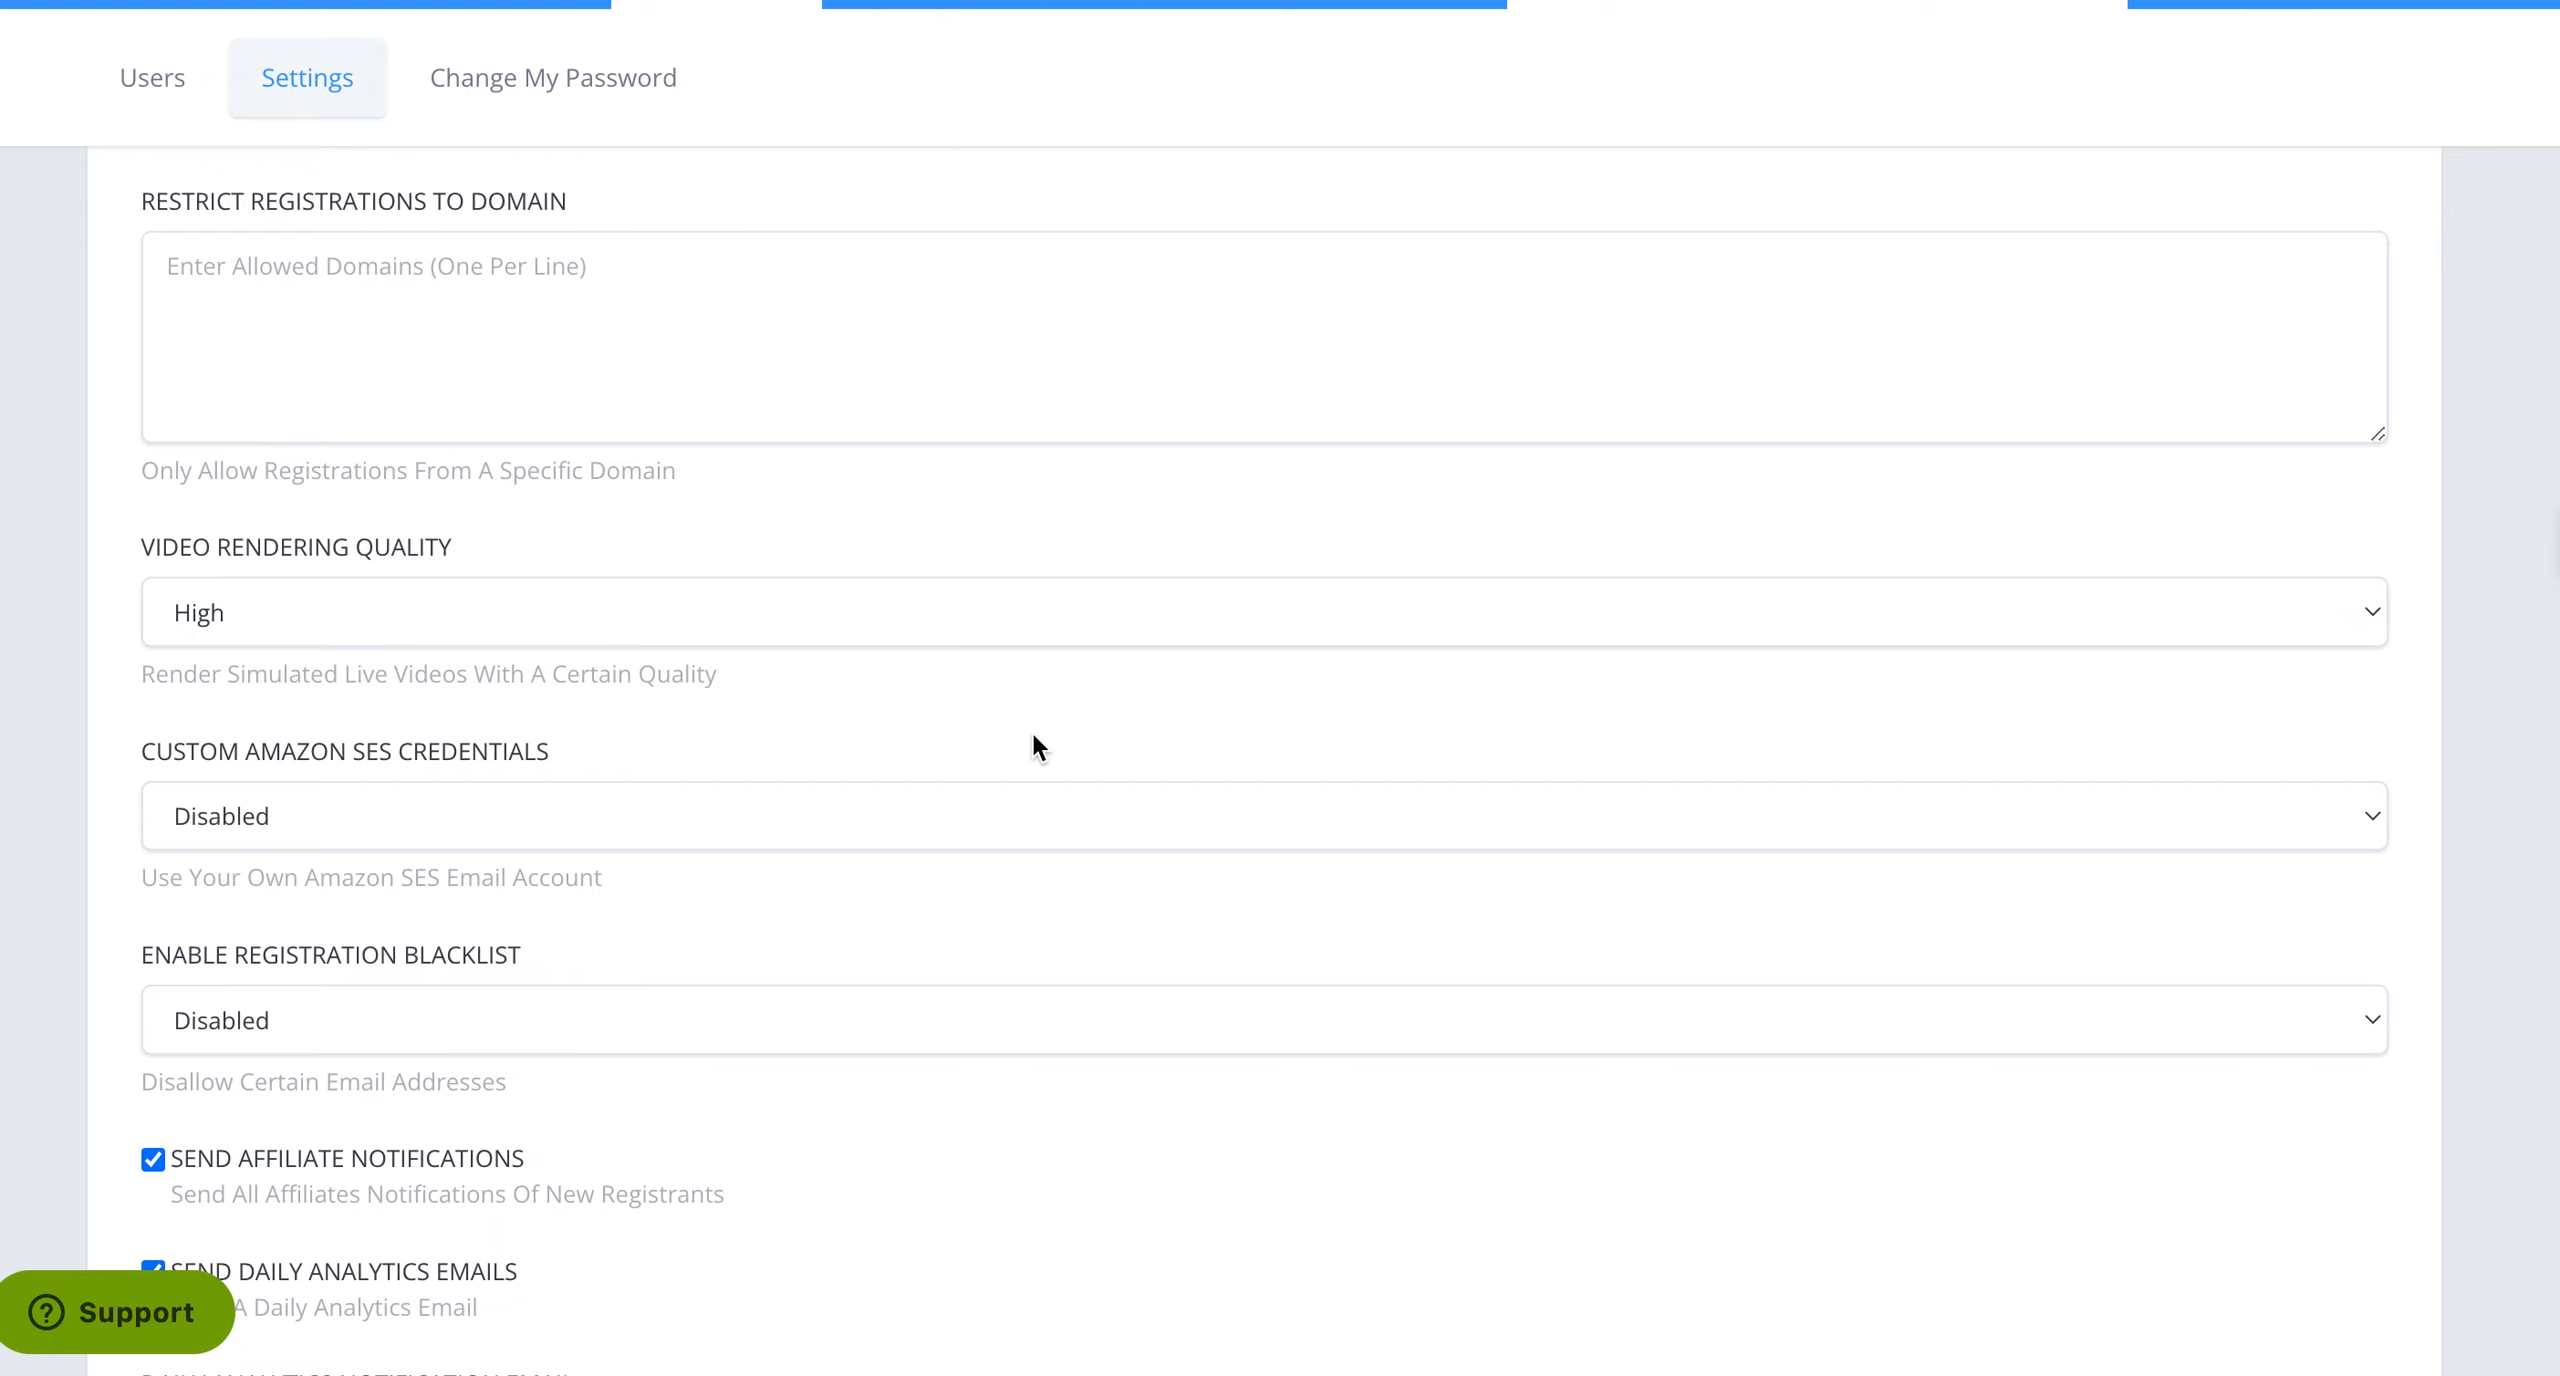 Users
Settings
Change My Password
RESTRICT REGISTRATIONS TO DOMAIN
Enter Allowed Domains (One Per Line)
Only Allow Registrations From A Specific Domain
VIDEO RENDERING QUALITY
High
Render Simulated Live Videos With A Certain Quality
CUSTOM AMAZON SES CREDENTIALS
Disabled
Use Your Own Amazon SES Email Account
ENABLE REGISTRATION BLACKLIST
Disabled
Disallow Certain Email Addresses
SEND AFFILIATE NOTIFICATIONS
Send All Affiliates Notifications Of New Registrants
SEND DAILY ANALYTICS EMAILS
A Daily Analytics Email
Support